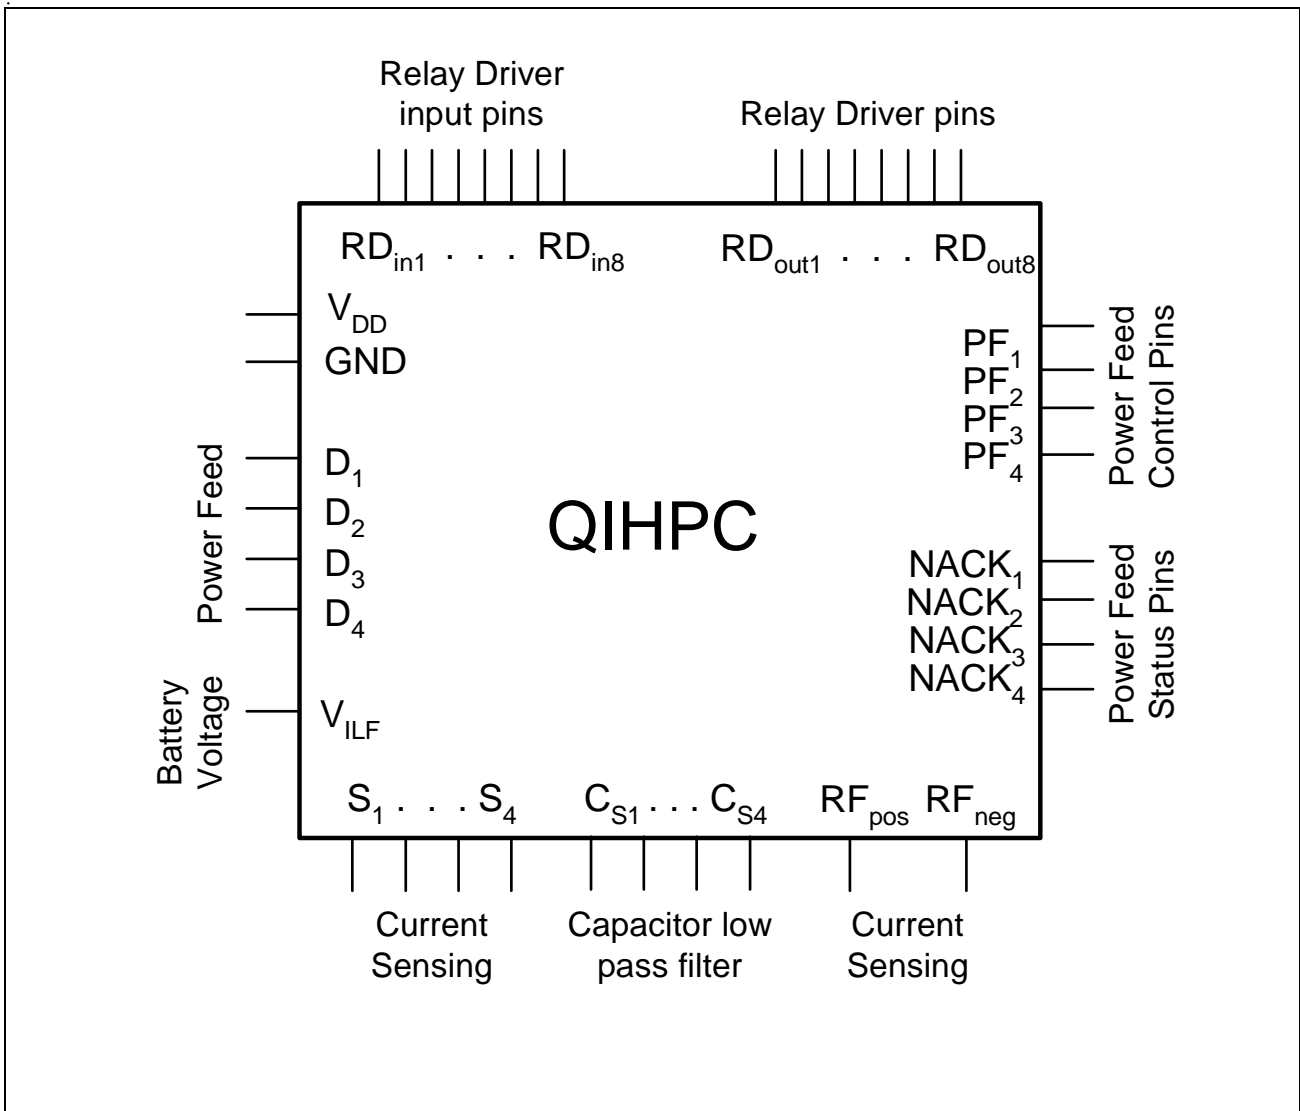 Relay Driver
input pins
Relay Driver pins
RDin1 . . . RDin8
RDout1 . . . RDout8
VDD
GND
Power Feed
D1
D2
D3
D4
Battery
Voltage
VILF
QIHPC
PF1
PF2
PF3
PF4
Power Feed
Control Pins
NACK1
NACK2
NACK3
NACK4
Power Feed
Status Pins
S1 . . . S4
CS1 . . . CS4
RFpos RFneg
Current
Sensing
Capacitor low
pass filter
Current
Sensing